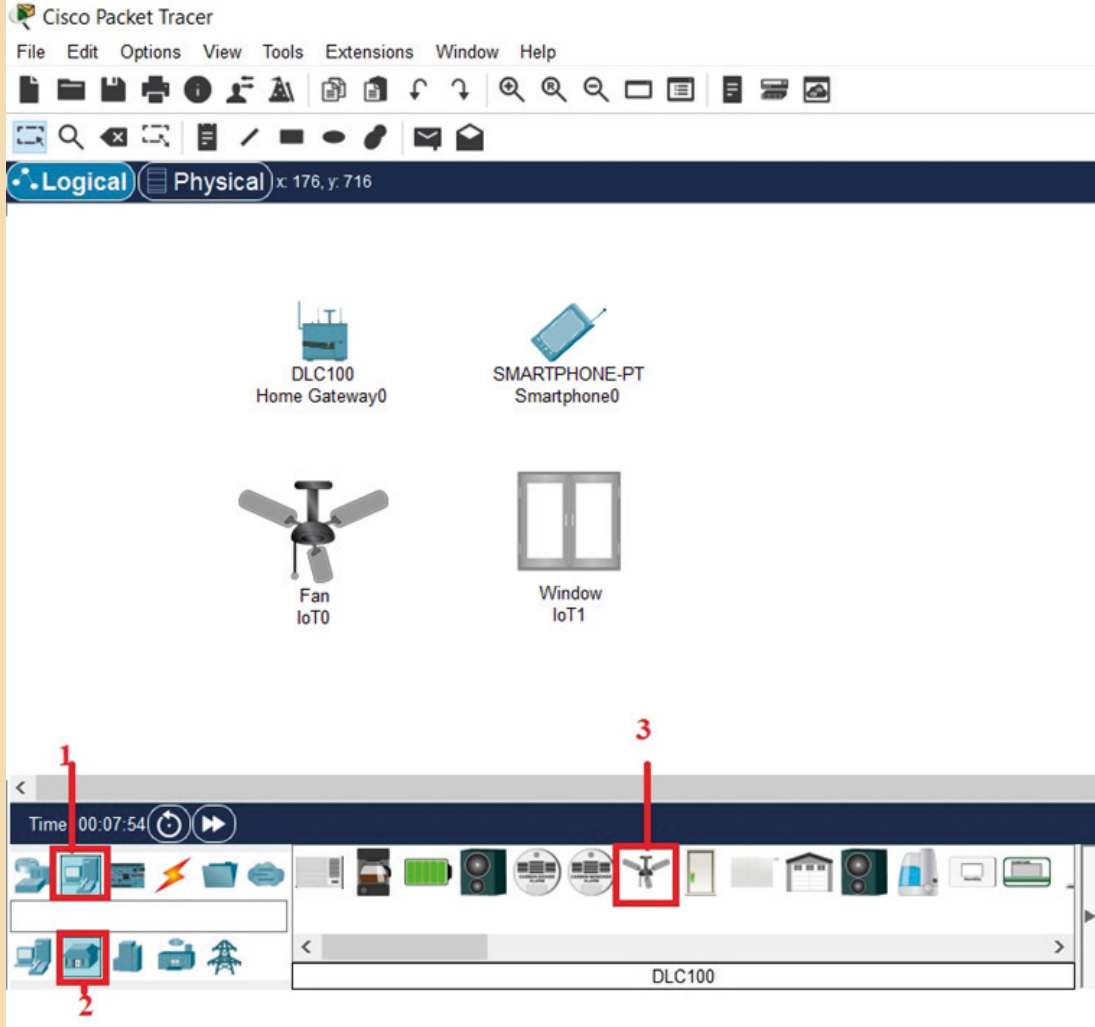 Cisco Packet Tracer
File Edit Options View Tools Extensions Window Help
Logical Physical x: 176, y: 716
DLC100 SMARTPHONE-PT
Home Gateway0 Smartphone0
Fan Window
IoT0 IoT1
1 3
Time: 00:07:54
DLC100
2